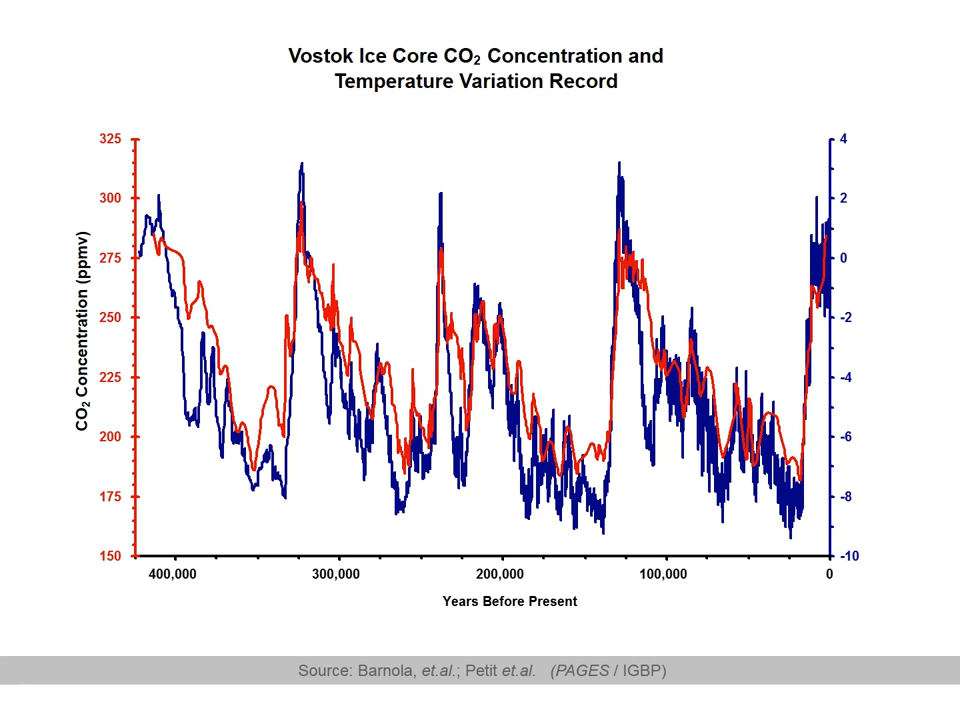 Vostok Ice Core CO₂ Concentration and
Temperature Variation Record
325
300
275
250
225
200
175
150
CO₂ Concentration (ppmv)
4
2
0
-2
-4
-6
-8
-10
400,000 300,000 200,000 100,000 0
Years Before Present
Source: Barnola, et.al.; Petit et.al. (PAGES / IGBP)